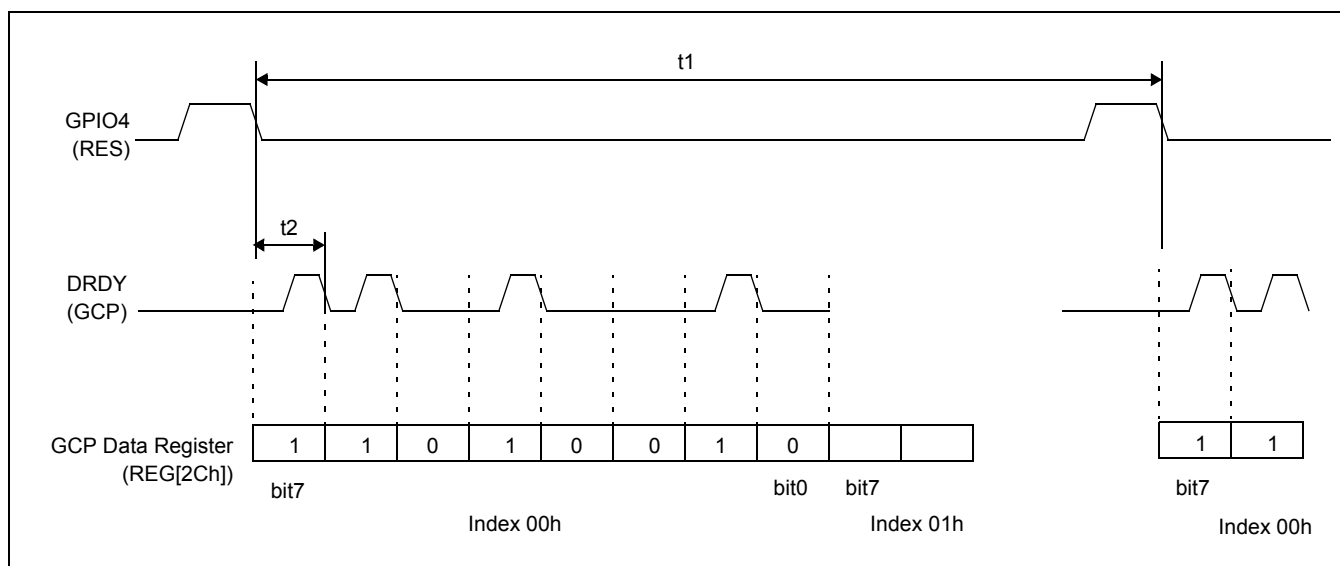 t1
GPIO4
(RES)
t2
DRDY
(GCP)
GCP Data Register
(REG[2Ch])
1 1 0 1 0 0 1 0 1 1
bit7 bit0 bit7 bit7
Index 00h Index 01h Index 00h